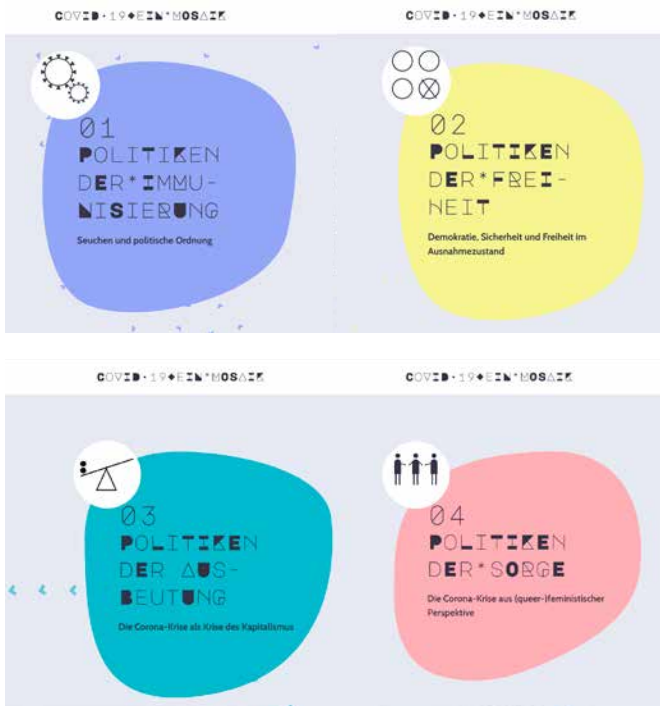 COVID·19◆EIN*MOSAIK
01
POLITIKEN
DER*IMMU-
NISIERUNG
Seuchen und politische Ordnung
COVID·19◆EIN*MOSAIK
02
POLITIKEN
DER*FREI-
HEIT
Demokratie, Sicherheit und Freiheit im
Ausnahmezustand
COVID·19◆EIN*MOSAIK
03
POLITIKEN
DER AUS-
BEUTUNG
Die Corona-Krise als Krise des Kapitalismus
COVID·19◆EIN*MOSAIK
04
POLITIKEN
DER*SORGE
Die Corona-Krise aus (queer-)feministischer
Perspektive